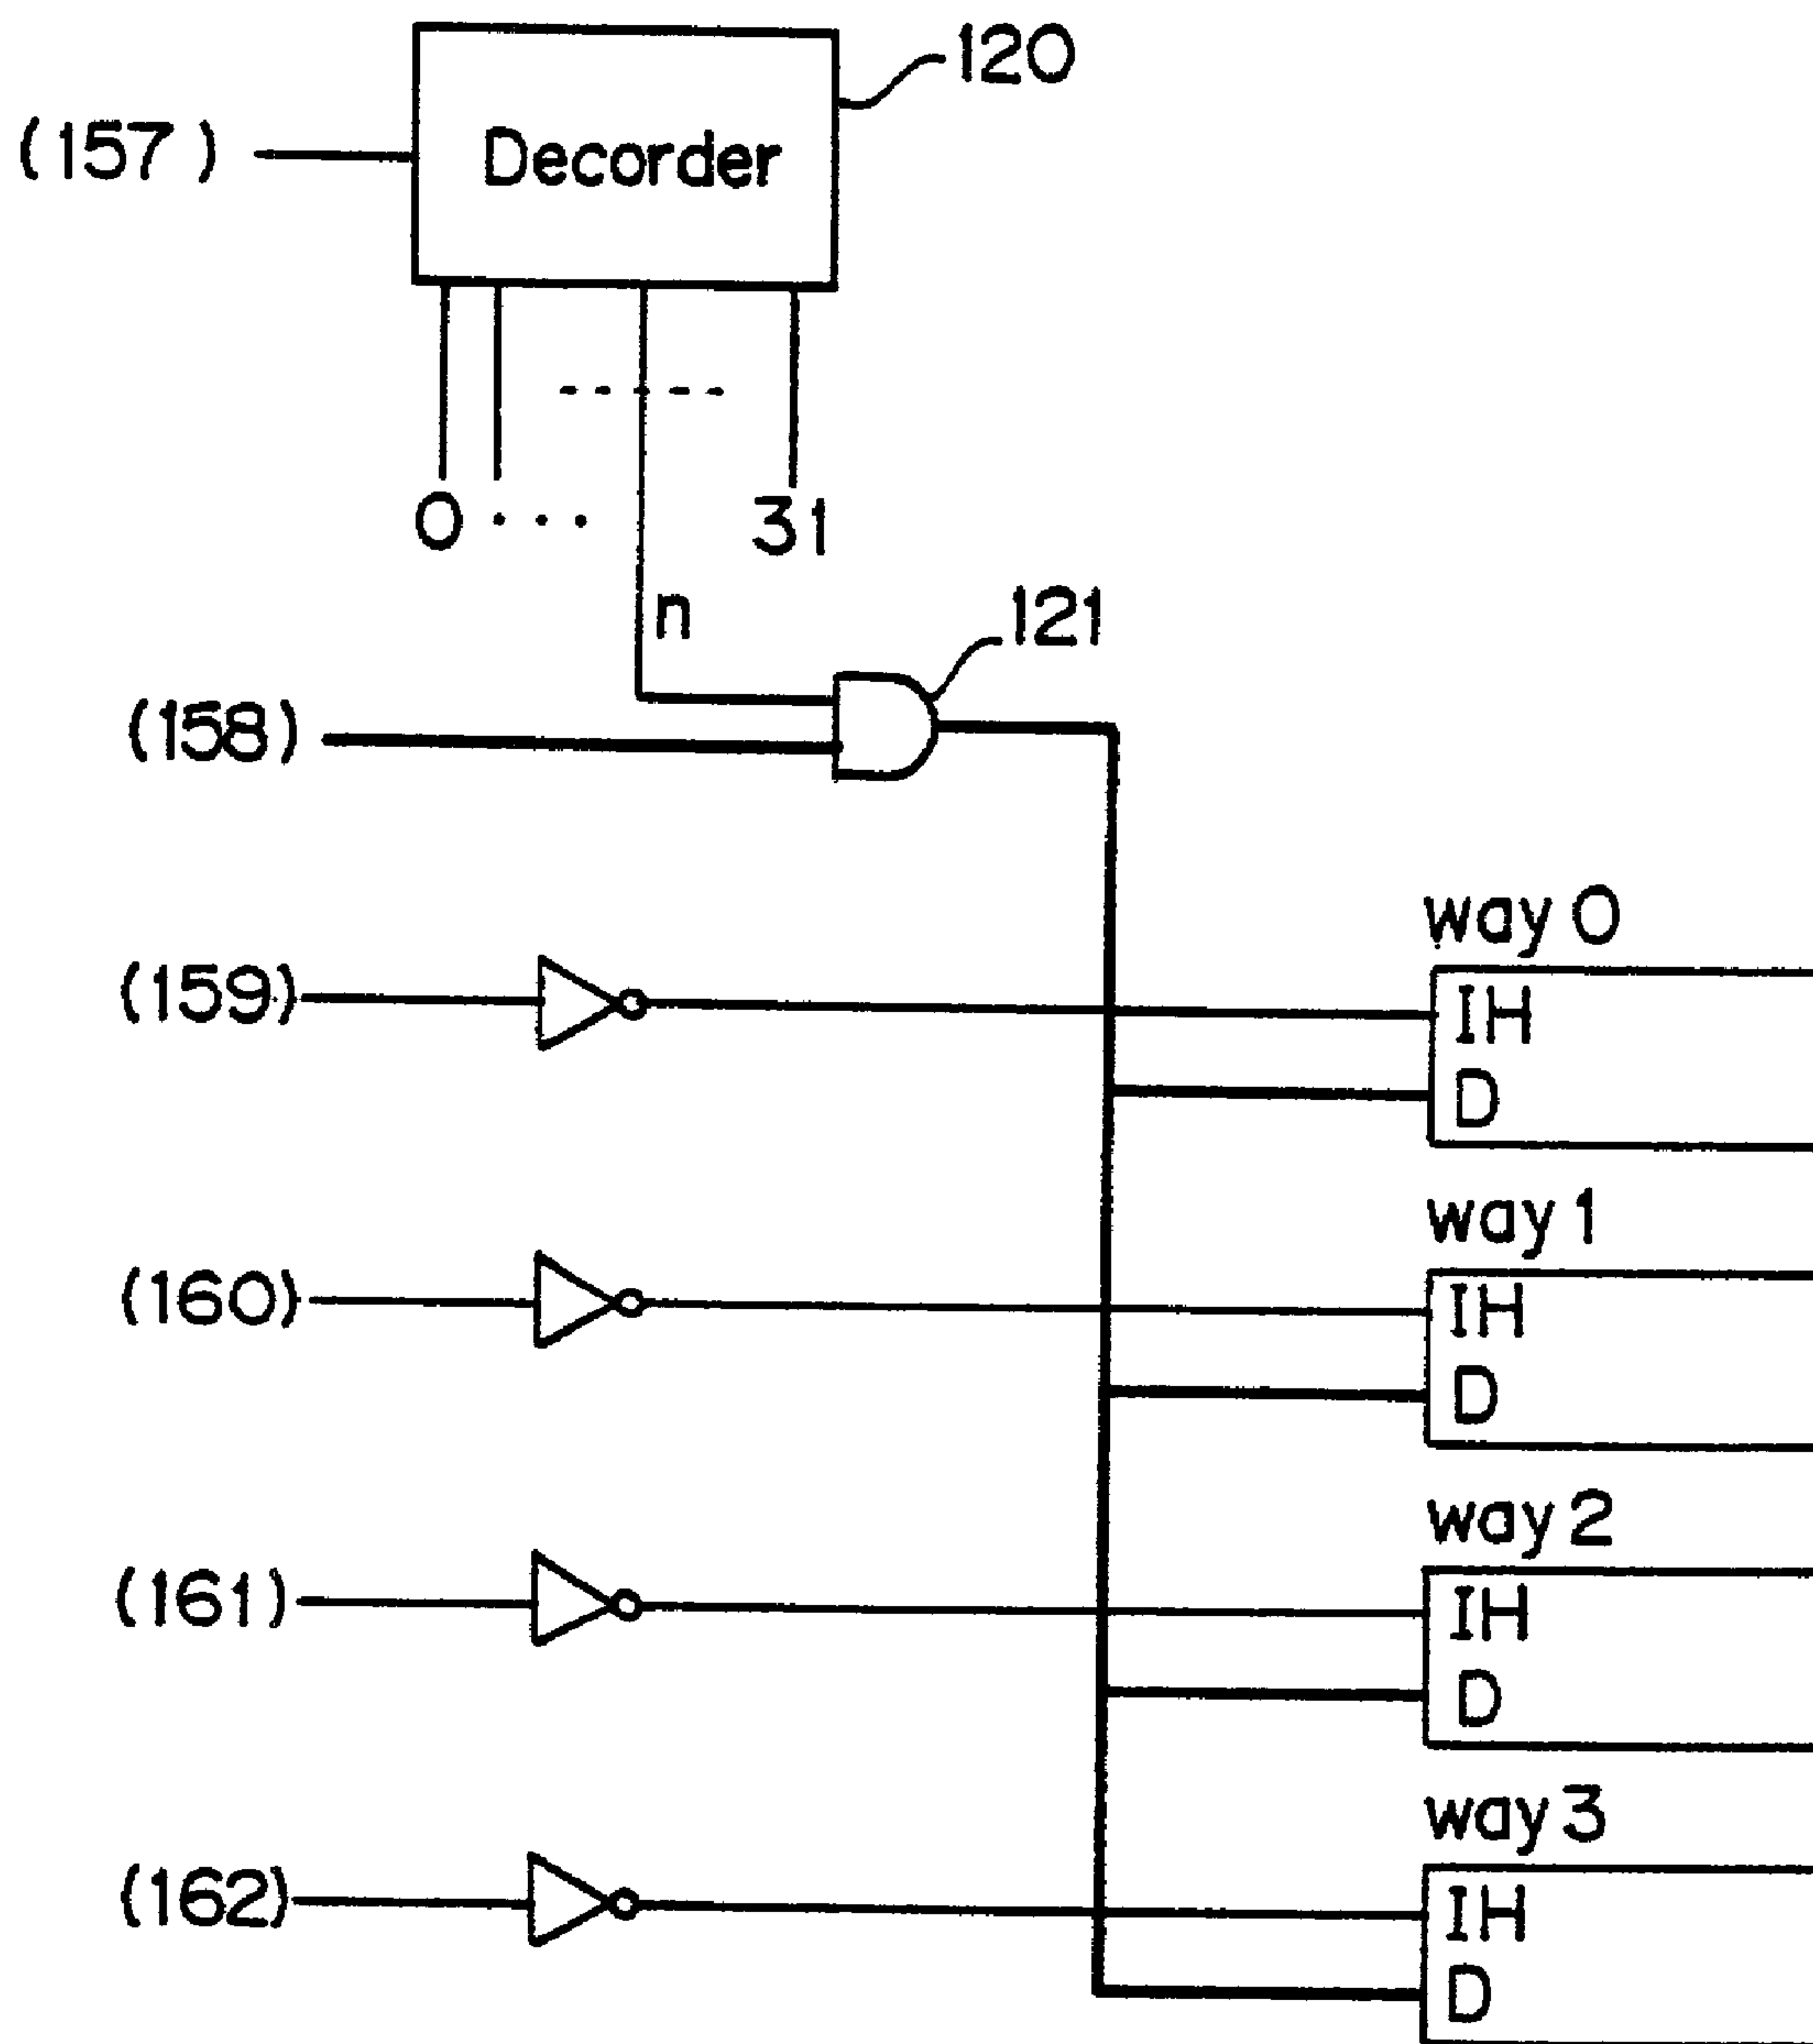 120
(157)
Decorder
0 · · ·
31
n
121
(158)
way 0
(159)
IH
D
way 1
(160)
IH
D
way 2
(161)
IH
D
way 3
(162)
IH
D